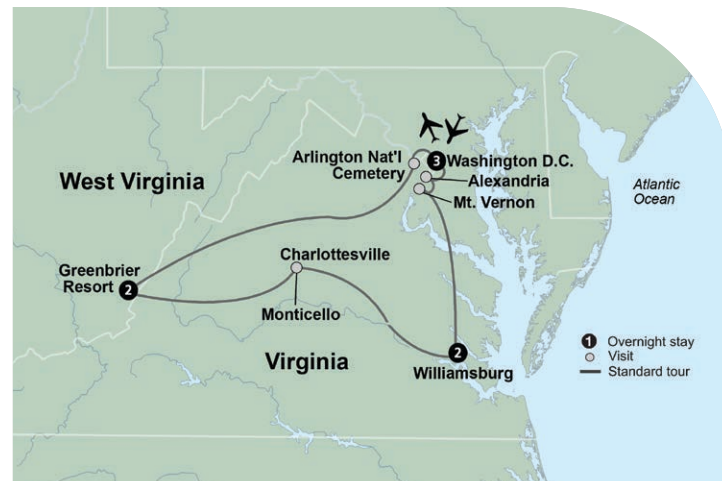 Arlington Nat'l
Cemetery
3
Washington D.C.
Alexandria
Mt. Vernon
West Virginia
Atlantic
Ocean
Charlottesville
Greenbrier
Resort
2
Monticello
Virginia
2
Williamsburg
1 Overnight stay
Visit
Standard tour